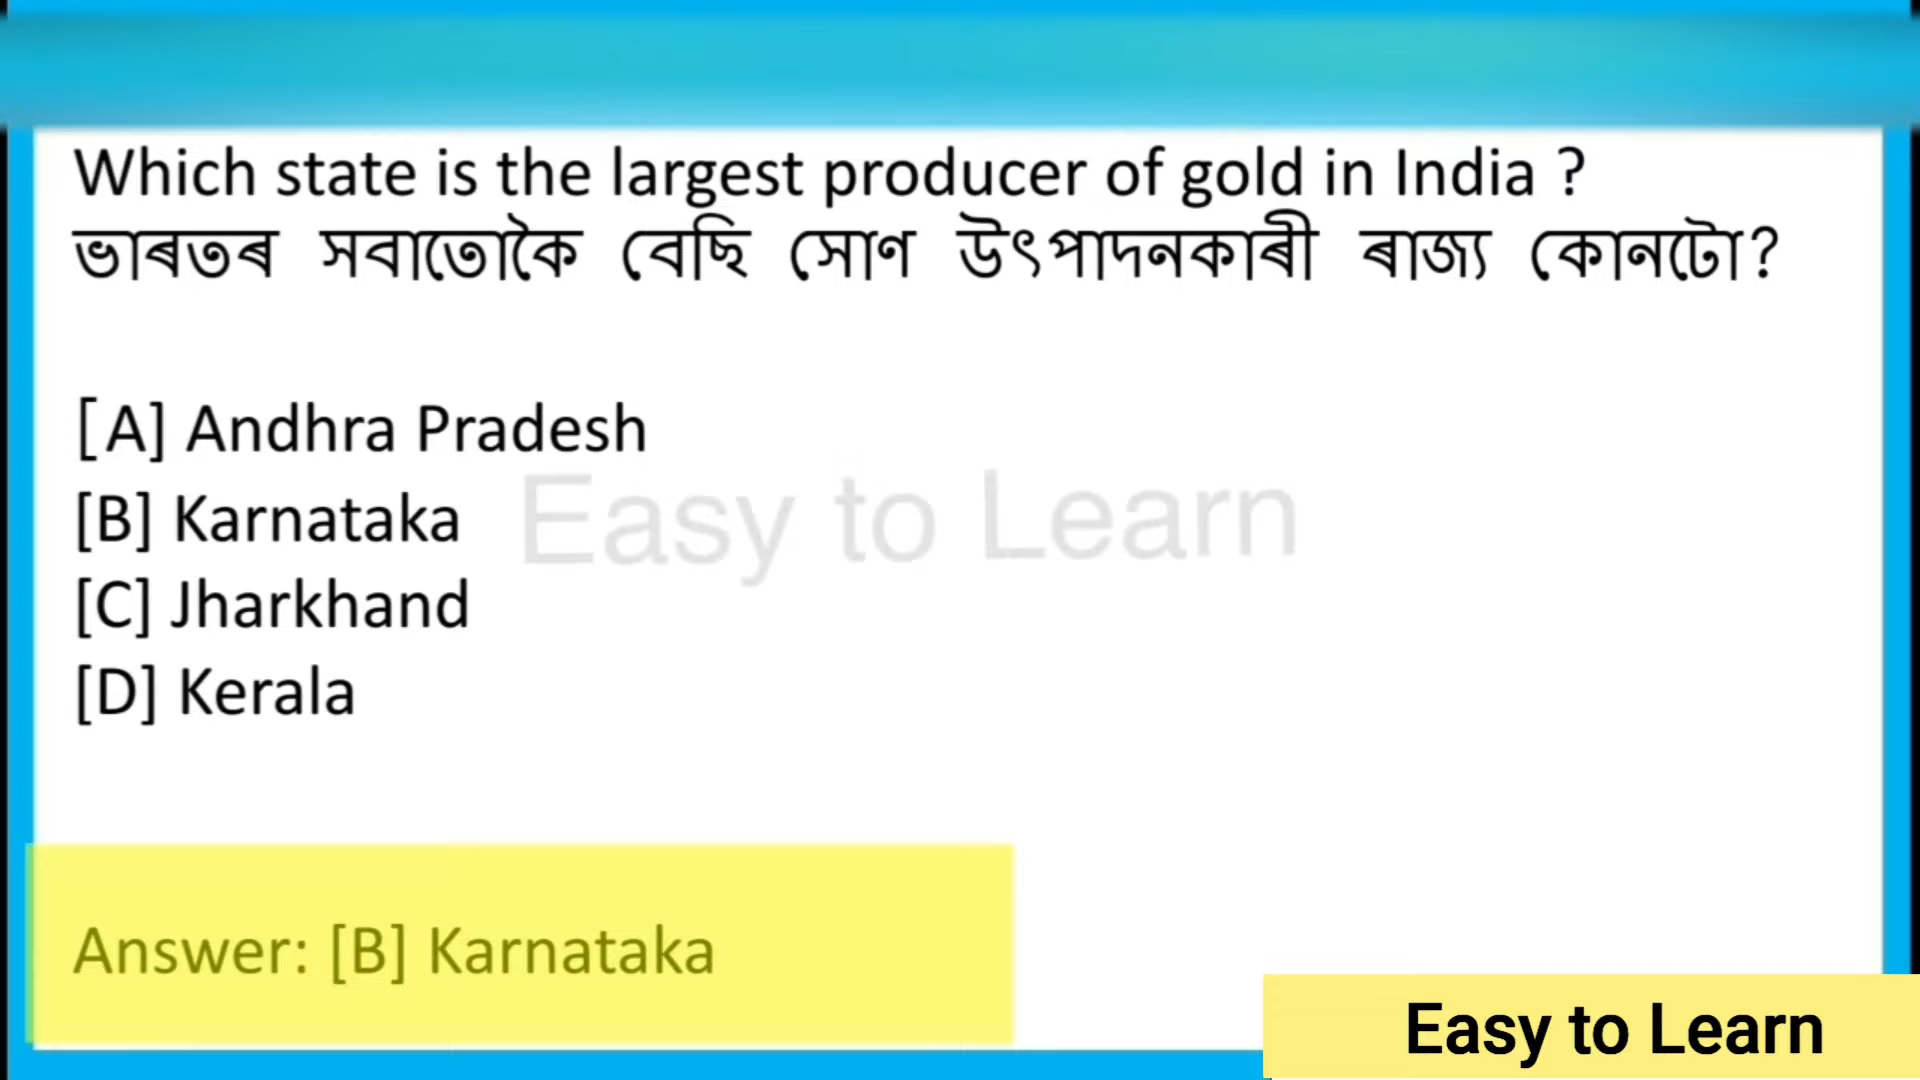 Which state is the largest producer of gold in India ?
ভাৰতৰ সবাতোকৈ বেছি সোণ উৎপাদনকাৰী ৰাজ্য কোনটো?
[A] Andhra Pradesh
[B] Karnataka
Easy to Learn
[C] Jharkhand
[D] Kerala
Answer: [B] Karnataka
Easy to Learn